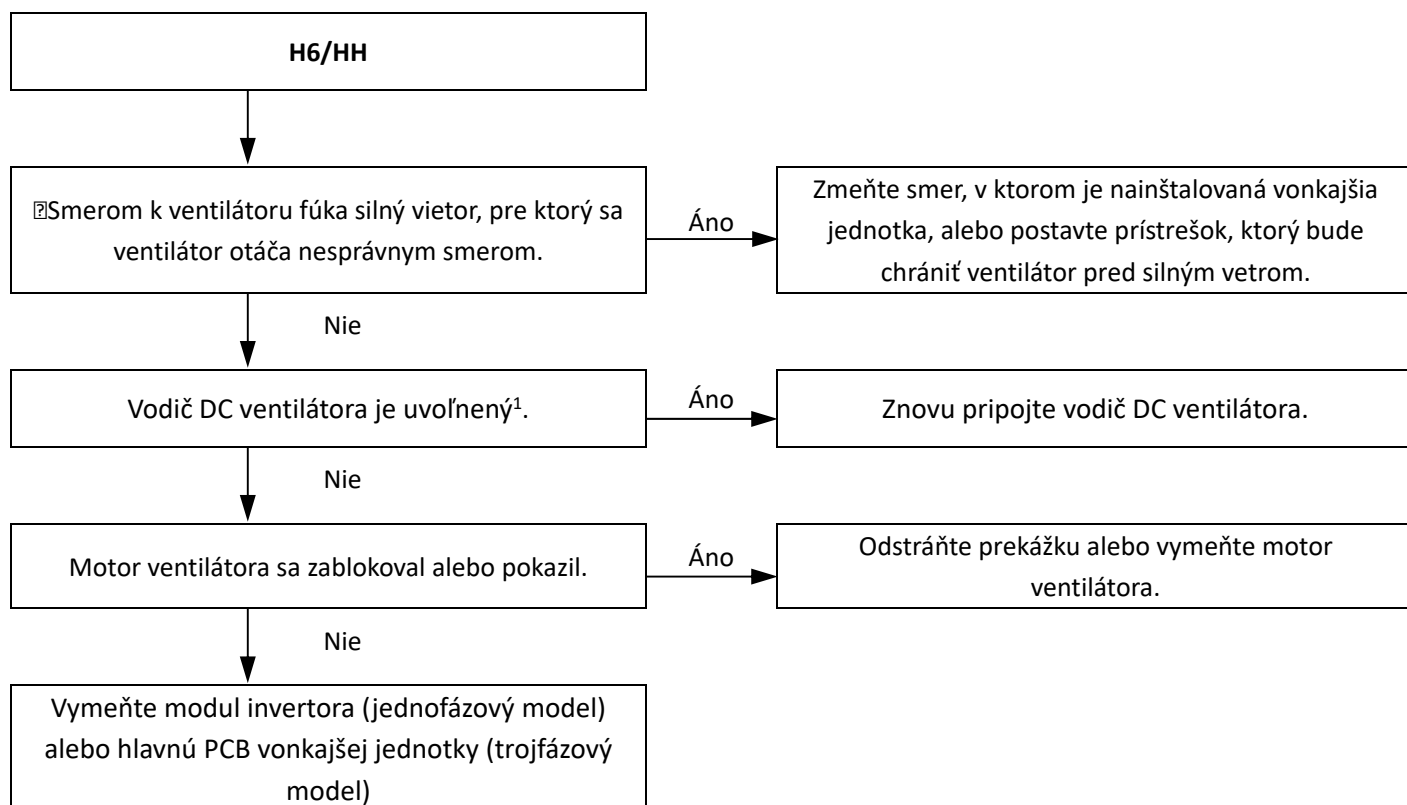 H6/HH
Smerom k ventilátoru fúka silný vietor, pre ktorý sa
ventilátor otáča nesprávnym smerom.
Áno
Zmeňte smer, v ktorom je nainštalovaná vonkajšia
jednotka, alebo postavte prístrešok, ktorý bude
chrániť ventilátor pred silným vetrom.
Nie
Vodič DC ventilátora je uvoľnený¹.
Áno
Znovu pripojte vodič DC ventilátora.
Nie
Motor ventilátora sa zablokoval alebo pokazil.
Áno
Odstráňte prekážku alebo vymeňte motor
ventilátora.
Nie
Vymeňte modul invertora (jednofázový model)
alebo hlavnú PCB vonkajšej jednotky (trojfázový
model)